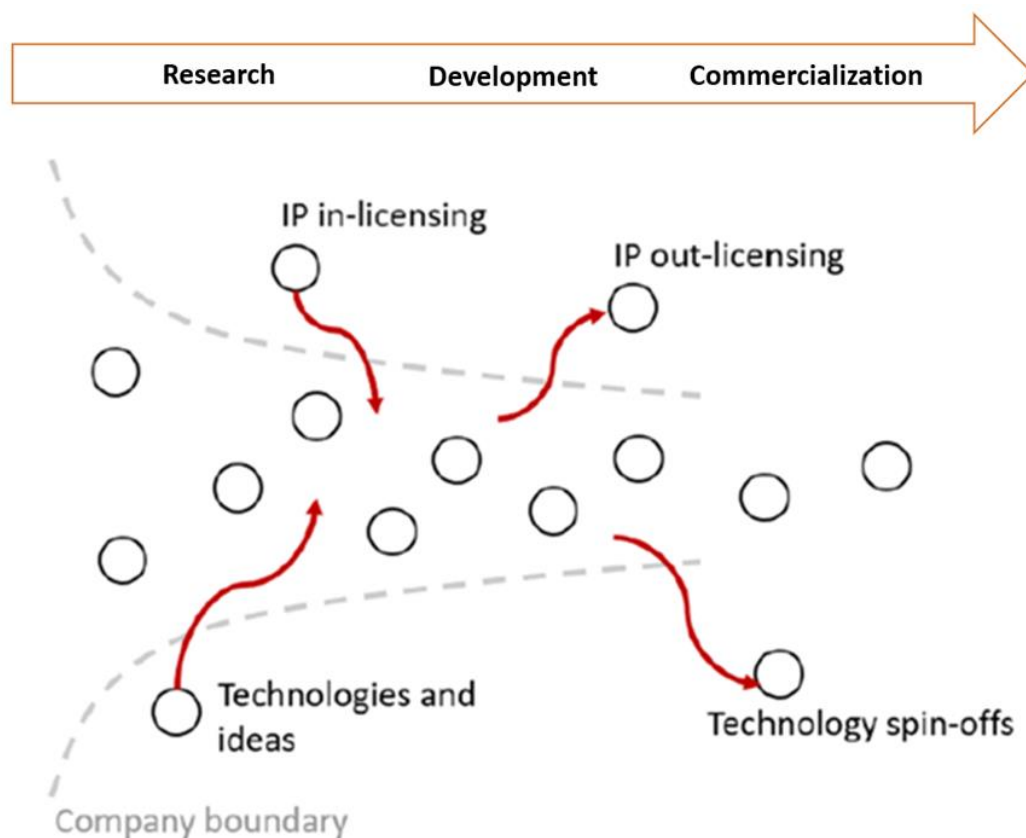 Research
Development
Commercialization
IP in-licensing
IP out-licensing
Technologies and
ideas
Technology spin-offs
Company boundary